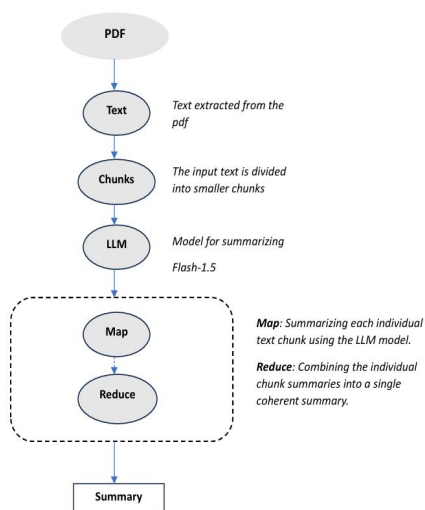 PDF
Text
Text extracted from the
pdf
Chunks
The input text is divided
into smaller chunks
LLM
Model for summarizing
Flash-1.5
Map
Map: Summarizing each individual
text chunk using the LLM model.
Reduce
Reduce: Combining the individual
chunk summaries into a single
coherent summary.
Summary